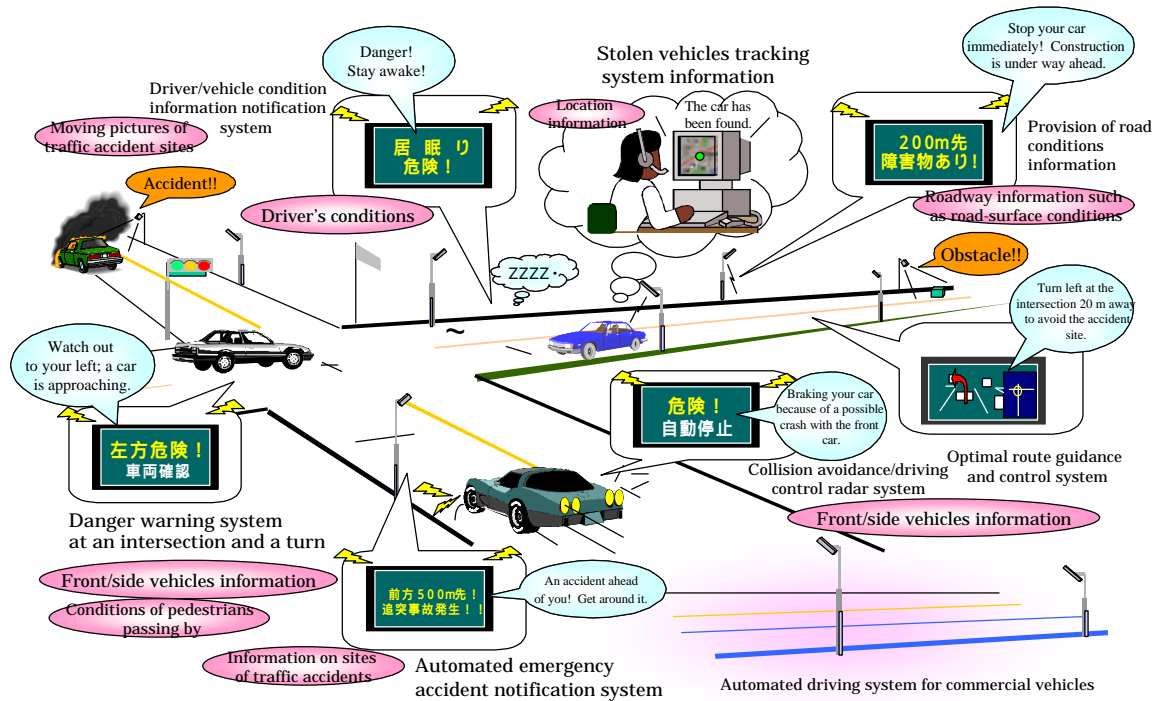 Danger!
Stay awake!
Driver/vehicle condition
information notification
system
居 眠 り
危険！
Driver's conditions
Moving pictures of
traffic accident sites
Accident!!
Stolen vehicles tracking
system information
Location
information
The car has
been found.
Stop your car
immediately! Construction
is under way ahead.
200m先
障害物あり!
Provision of road
conditions
information
Roadway information such
as road-surface conditions
Obstacle!!
ZZZZ・
~
Turn left at the
intersection 20 m away
to avoid the accident
site.
Optimal route guidance
and control system
Watch out
to your left; a car
is approaching.
左方危険！
車両確認
Danger warning system
at an intersection and a turn
Front/side vehicles information
Conditions of pedestrians
passing by
危険！
自動停止
Braking your car
because of a possible
crash with the front
car.
Collision avoidance/driving
control radar system
Front/side vehicles information
前方500m先！
追突事故発生！！
An accident ahead
of you! Get around it.
Information on sites
of traffic accidents
Automated emergency
accident notification system
Automated driving system for commercial vehicles